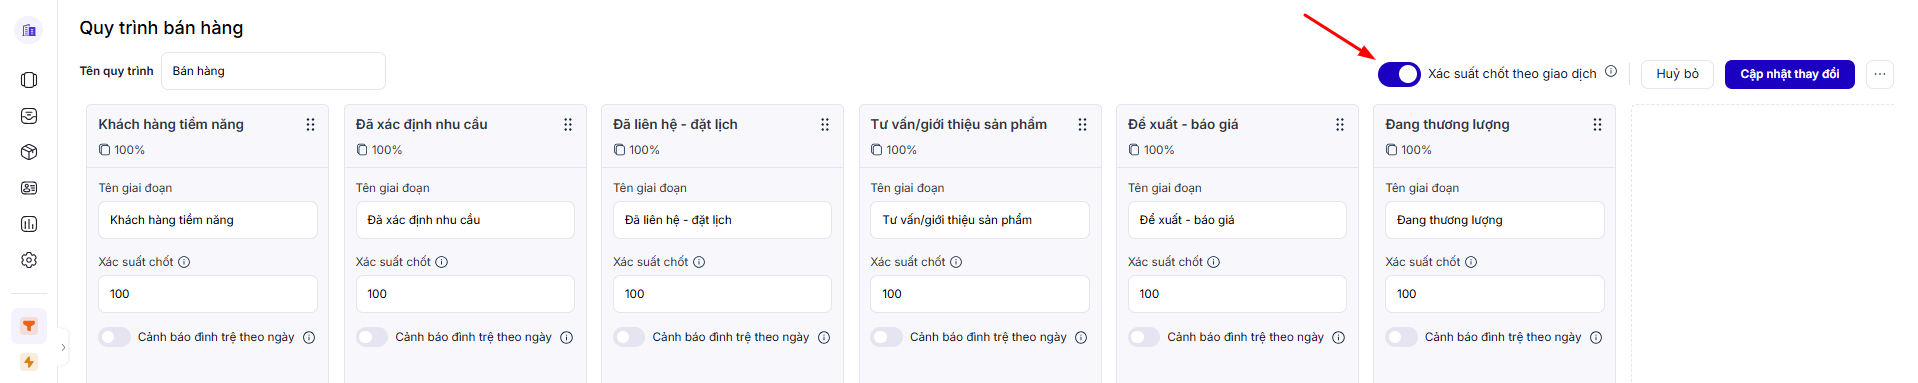 Quy trình bán hàng
Tên quy trình
Bán hàng
Xác suất chốt theo giao dịch
Huỷ bỏ
Cập nhật thay đổi
Khách hàng tiềm năng
100%
Tên giai đoạn
Khách hàng tiềm năng
Xác suất chốt
100
Cảnh báo đình trệ theo ngày
Đã xác định nhu cầu
100%
Tên giai đoạn
Đã xác định nhu cầu
Xác suất chốt
100
Cảnh báo đình trệ theo ngày
Đã liên hệ - đặt lịch
100%
Tên giai đoạn
Đã liên hệ - đặt lịch
Xác suất chốt
100
Cảnh báo đình trệ theo ngày
Tư vấn/giới thiệu sản phẩm
100%
Tên giai đoạn
Tư vấn/giới thiệu sản phẩm
Xác suất chốt
100
Cảnh báo đình trệ theo ngày
Đề xuất - báo giá
100%
Tên giai đoạn
Đề xuất - báo giá
Xác suất chốt
100
Cảnh báo đình trệ theo ngày
Đang thương lượng
100%
Tên giai đoạn
Đang thương lượng
Xác suất chốt
100
Cảnh báo đình trệ theo ngày